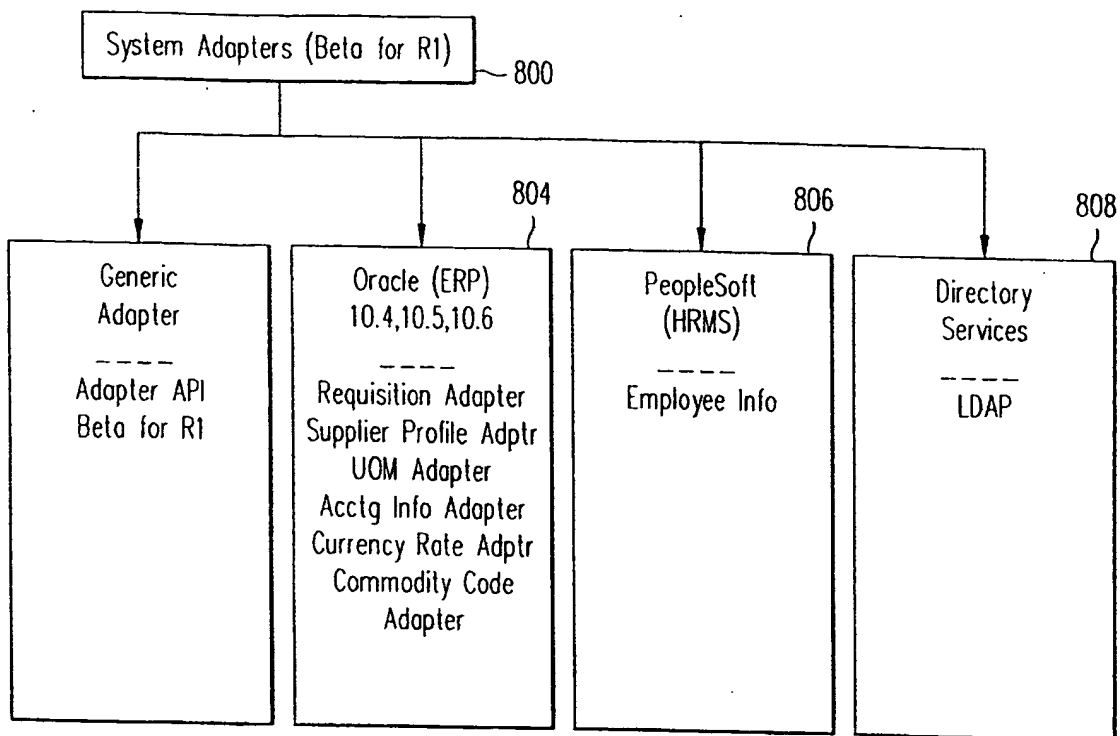 System Adapters (Beta for R1)
800
804
806
808
Generic
Adapter
Adapter API
Beta for R1
Oracle (ERP)
10.4,10.5,10.6
Requisition Adapter
Supplier Profile Adptr
UOM Adapter
Acctg Info Adapter
Currency Rate Adptr
Commodity Code
Adapter
PeopleSoft
(HRMS)
Employee Info
Directory
Services
LDAP